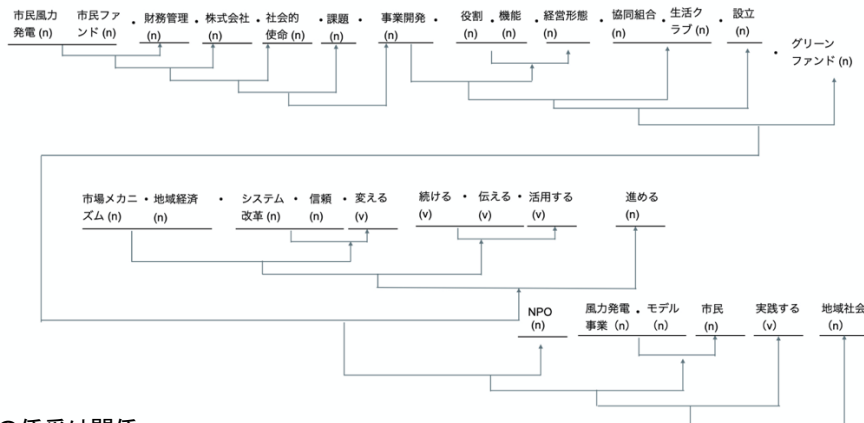 市民風力
発電 (n)
市民ファ
ンド (n)
・
財務管理
(n)
・
株式会社
(n)
・
社会的
使命 (n)
・
課題
(n)
・
事業開発
(n)
・
役割
(n)
・
機能
(n)
・
経営形態
(n)
・
協同組合
(n)
・
生活ク
ラブ (n)
・
設立
(n)
・
グリーン
ファンド (n)
市場メカニ
ズム (n)
・
地域経済
(n)
・
システム
改革 (n)
・
信頼
(n)
・
変える
(v)
続ける
(v)
・
伝える
(v)
・
活用する
(v)
進める
(n)
NPO
(n)
風力発電
事業（n）
・
モデル
（n）
市民
(n)
実践する
（v）
地域社会
（n）